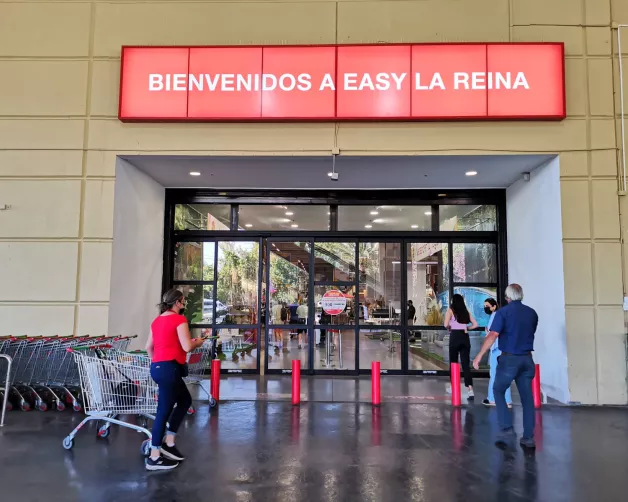 BIENVENIDOS A EASY LA REINA